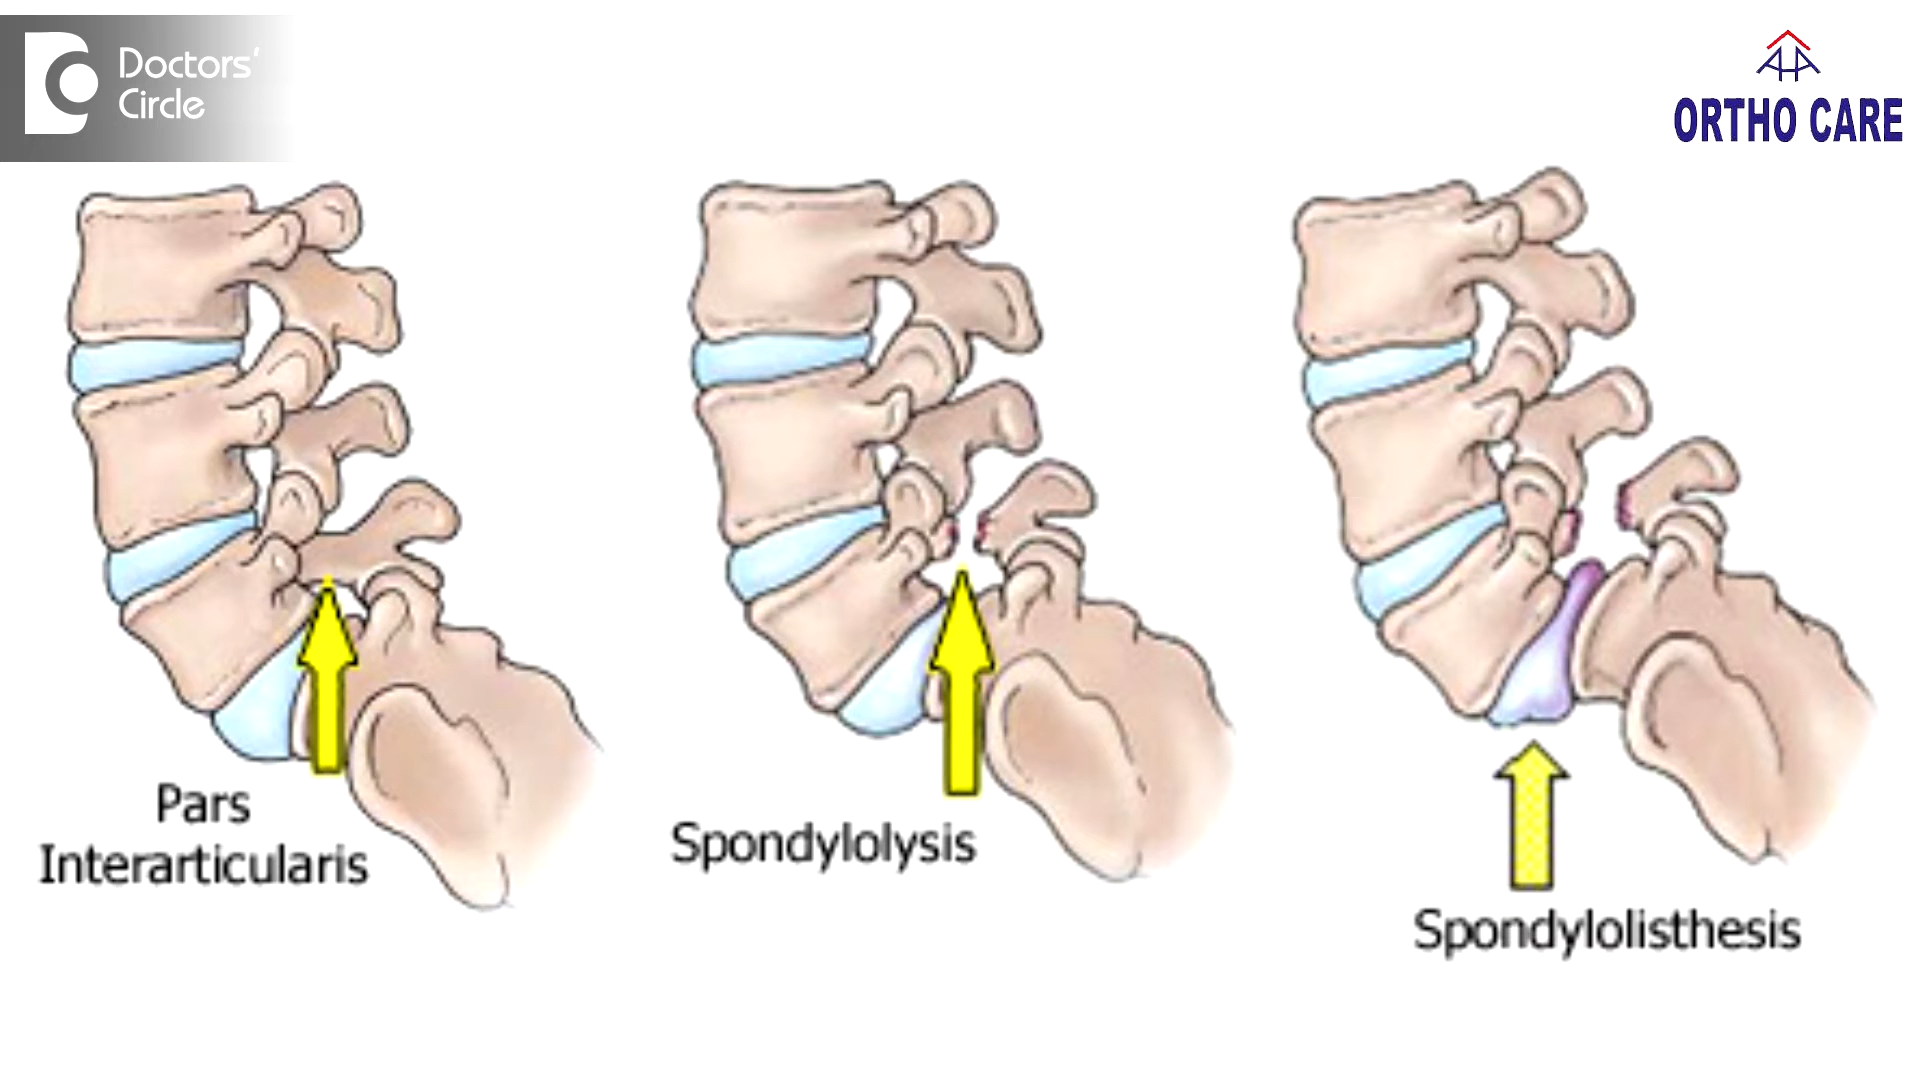 Doctors'
Circle
ORTHO CARE
Pars
Interarticularis
Spondylolysis
Spondylolisthesis